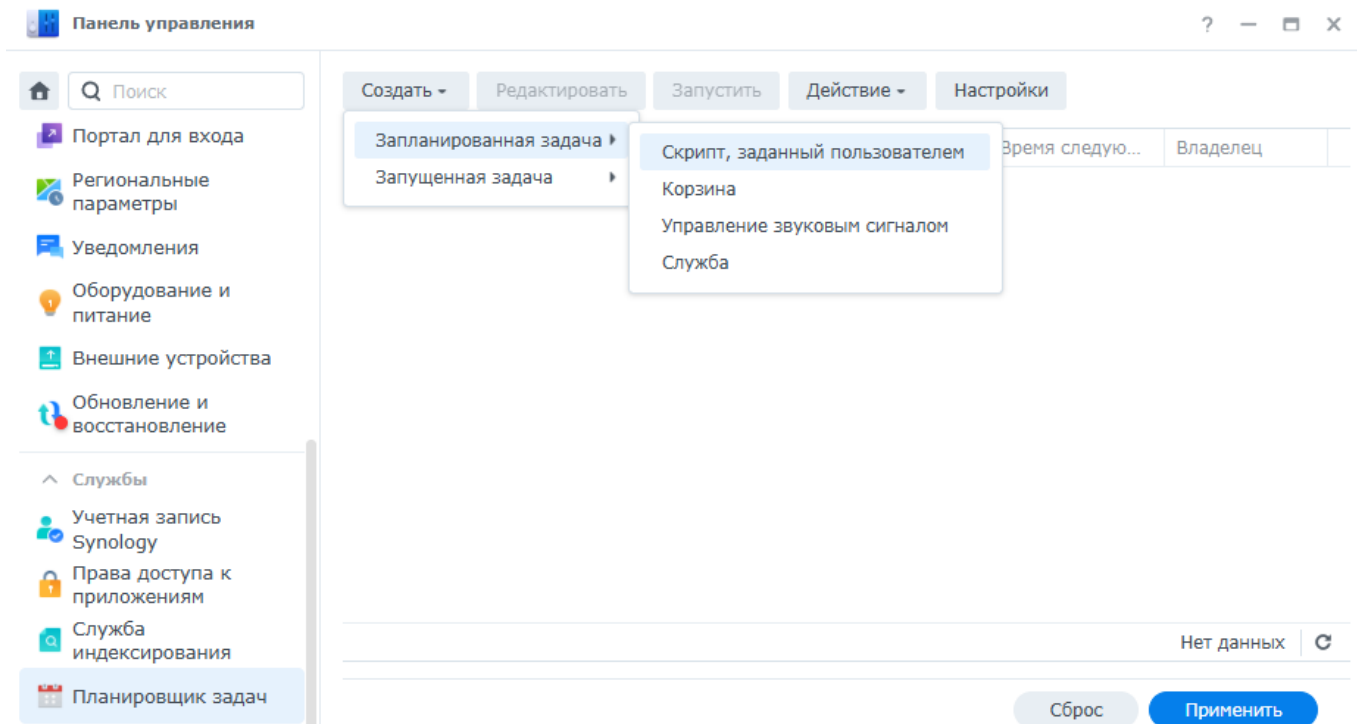 Панель управления
?
Поиск
Создать
Редактировать
Запустить
Действие
Настройки
Портал для входа
Региональные
параметры
Уведомления
Оборудование и
питание
Внешние устройства
Обновление и
восстановление
Службы
Учетная запись
Synology
Права доступа к
приложениям
Служба
индексирования
Планировщик задач
Запланированная задача
Запущенная задача
Скрипт, заданный пользователем
Корзина
Управление звуковым сигналом
Служба
Время следую...
Владелец
Нет данных
Сброс
Применить